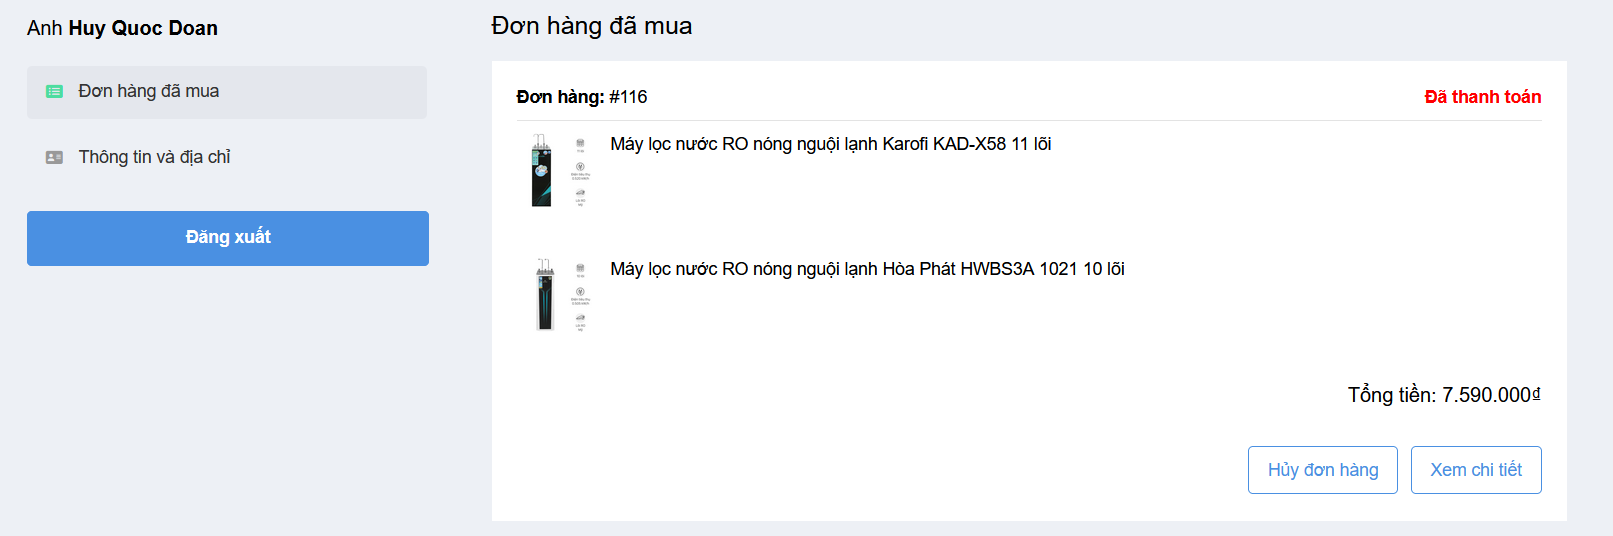 Anh Huy Quoc Doan
Đơn hàng đã mua
Thông tin và địa chỉ
Đăng xuất
Đơn hàng đã mua
Đơn hàng: #116
Đã thanh toán
Máy lọc nước RO nóng nguội lạnh Karofi KAD-X58 11 lõi
Máy lọc nước RO nóng nguội lạnh Hòa Phát HWBS3A 1021 10 lõi
Tổng tiền: 7.590.000₫
Hủy đơn hàng
Xem chi tiết